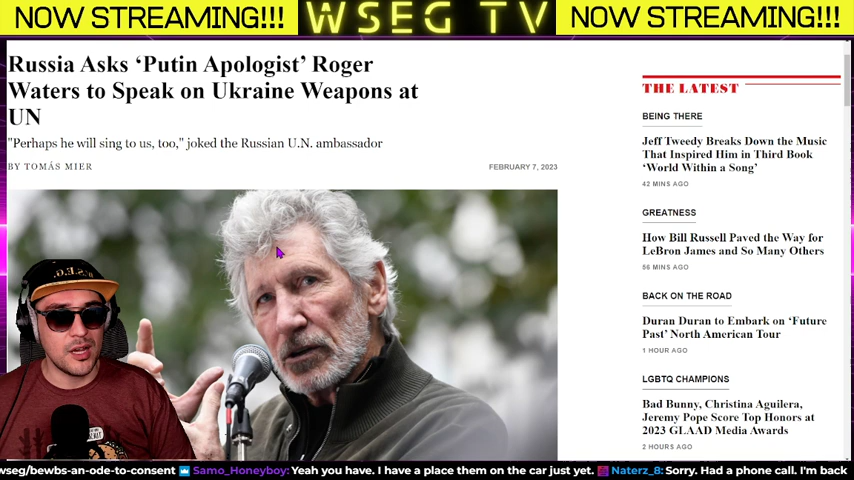 NOW STREAMING!!!
WSEG TV
NOW STREAMING!!!
Russia Asks ‘Putin Apologist’ Roger
Waters to Speak on Ukraine Weapons at
UN
"Perhaps he will sing to us, too," joked the Russian U.N. ambassador
BY TOMÁS MIER
FEBRUARY 7, 2023
THE LATEST
BEING THERE
Jeff Tweedy Breaks Down the Music
That Inspired Him in Third Book
‘World Within a Song’
42 MINS AGO
GREATNESS
How Bill Russell Paved the Way for
LeBron James and So Many Others
56 MINS AGO
BACK ON THE ROAD
Duran Duran to Embark on ‘Future
Past’ North American Tour
1 HOUR AGO
LGBTQ CHAMPIONS
Bad Bunny, Christina Aguilera,
Jeremy Pope Score Top Honors at
2023 GLAAD Media Awards
2 HOURS AGO
wseg/bewbs-an-ode-to-consent Samo_Honeyboy: Yeah you have. I have a place them on the car just yet. Naterz_8: Sorry. Had a phone call. I'm back